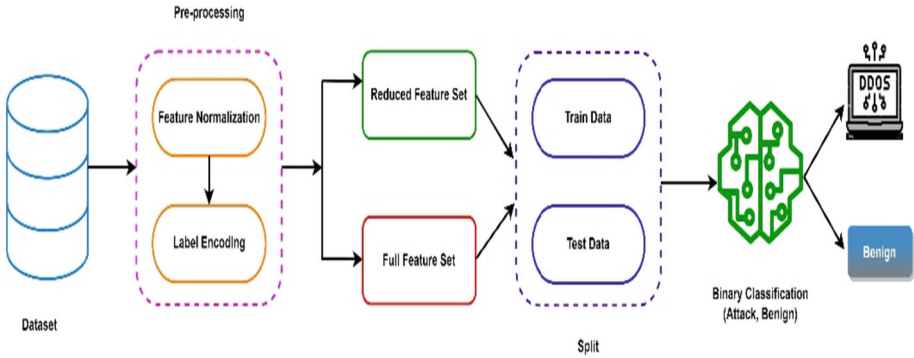 Pre-processing
Feature Normalization
Label Encoding
Dataset
Reduced Feature Set
Full Feature Set
Train Data
Test Data
Split
Binary Classification
(Attack, Benign)
DDOS
Benign